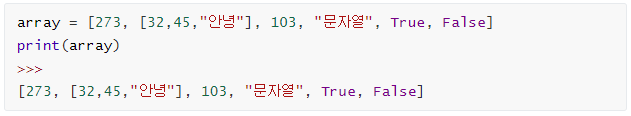 array = [273, [32,45,"안녕"], 103, "문자열", True, False]
print(array)
>>>
[273, [32,45,"안녕"], 103, "문자열", True, False]